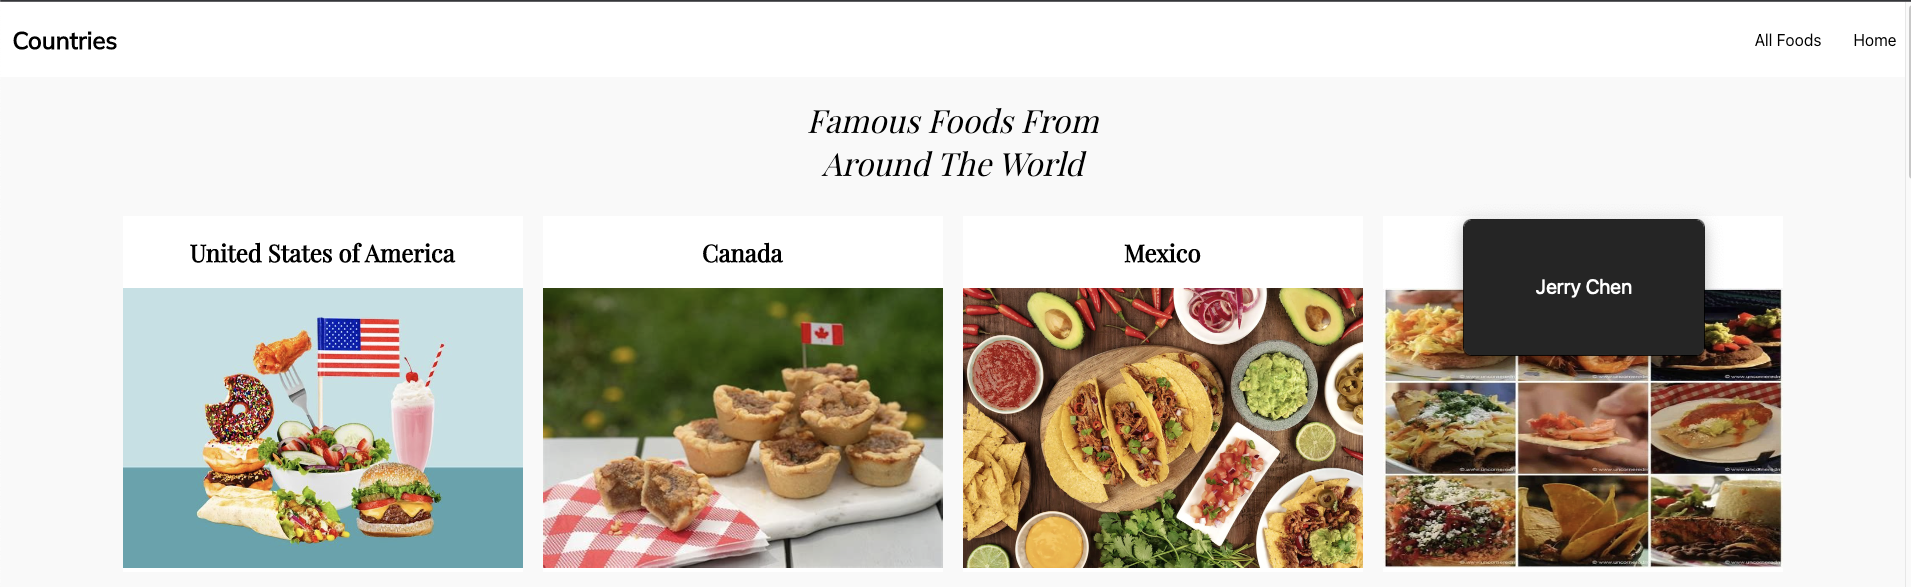 Countries
All Foods
Home
Famous Foods From
Around The World
United States of America
Canada
Mexico
Jerry Chen